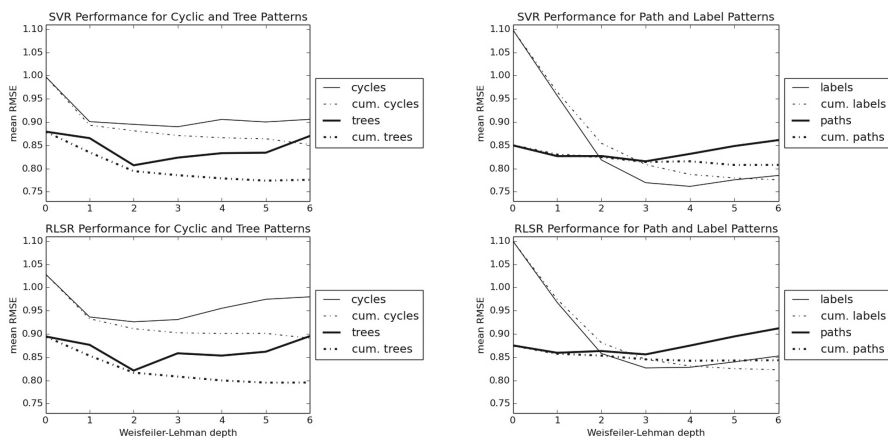 SVR Performance for Cyclic and Tree Patterns
mean RMSE
1.10
1.05
1.00
0.95
0.90
0.85
0.80
0.75
0 1 2 3 4 5 6
cycles
cum. cycles
trees
cum. trees
SVR Performance for Path and Label Patterns
mean RMSE
1.10
1.05
1.00
0.95
0.90
0.85
0.80
0.75
0 1 2 3 4 5 6
labels
cum. labels
paths
cum. paths
RLSR Performance for Cyclic and Tree Patterns
mean RMSE
1.10
1.05
1.00
0.95
0.90
0.85
0.80
0.75
0 1 2 3 4 5 6
Weisfeiler-Lehman depth
cycles
cum. cycles
trees
cum. trees
RLSR Performance for Path and Label Patterns
mean RMSE
1.10
1.05
1.00
0.95
0.90
0.85
0.80
0.75
0 1 2 3 4 5 6
Weisfeiler-Lehman depth
labels
cum. labels
paths
cum. paths